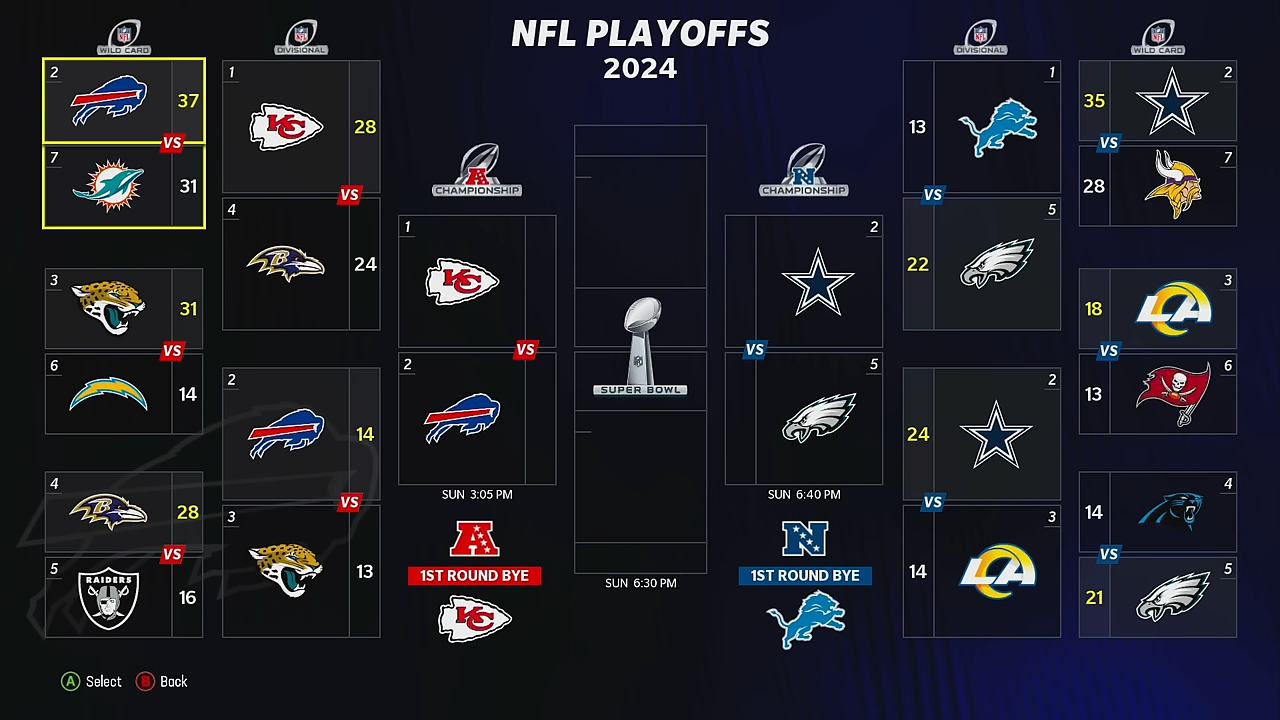 NFL PLAYOFFS
2024
WILD CARD
DIVISIONAL
DIVISIONAL
WILD CARD
2
37
VS
7
31
3
31
VS
6
14
4
28
VS
5
RAIDERS
16
1
28
VS
4
24
2
14
VS
3
13
A
CHAMPIONSHIP
1
VS
2
SUN 3:05 PM
A
1ST ROUND BYE
KC
SUPER BOWL
SUN 6:30 PM
N
CHAMPIONSHIP
2
VS
5
SUN 6:40 PM
N
1ST ROUND BYE
1
13
VS
5
22
2
24
VS
3
14
LA
2
35
VS
7
28
3
18
LA
VS
6
13
4
14
VS
5
21
A Select B Back